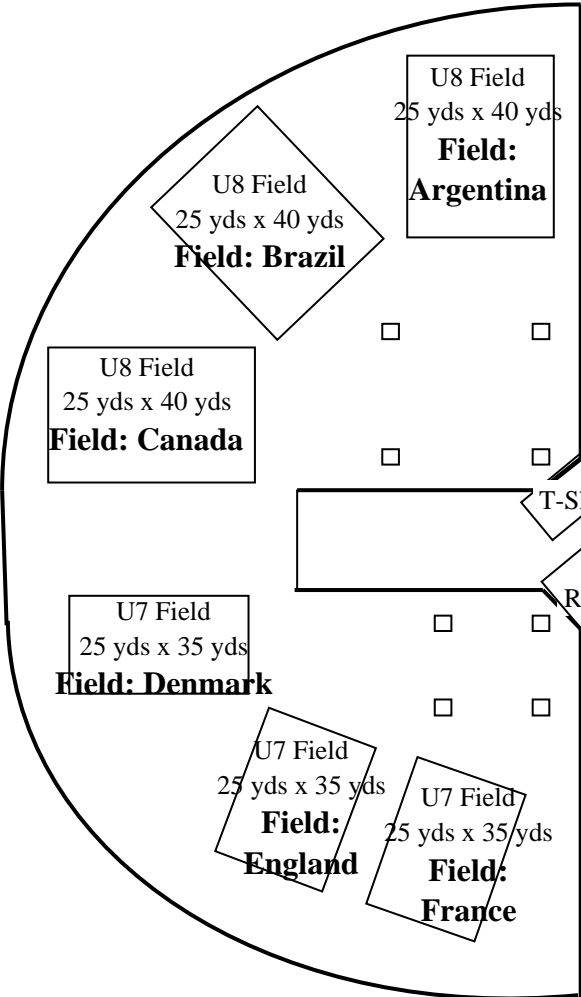 U8 Field
25 yds x 40 yds
Field:
Argentina
U8 Field
25 yds x 40 yds
Field: Brazil
U8 Field
25 yds x 40 yds
Field: Canada
U7 Field
25 yds x 35 yds
Field: Denmark
U7 Field
25 yds x 35 yds
Field:
England
U7 Field
25 yds x 35 yds
Field:
France